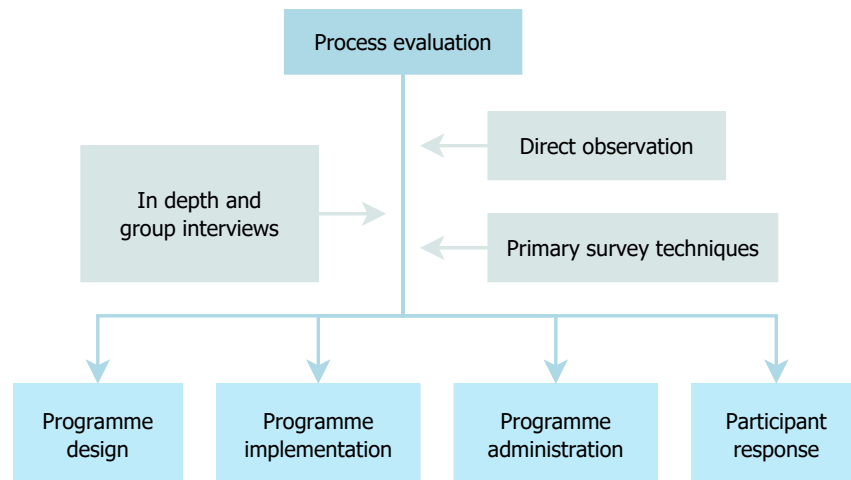 Process evaluation
Direct observation
In depth and
group interviews
Primary survey techniques
Programme
design
Programme
implementation
Programme
administration
Participant
response